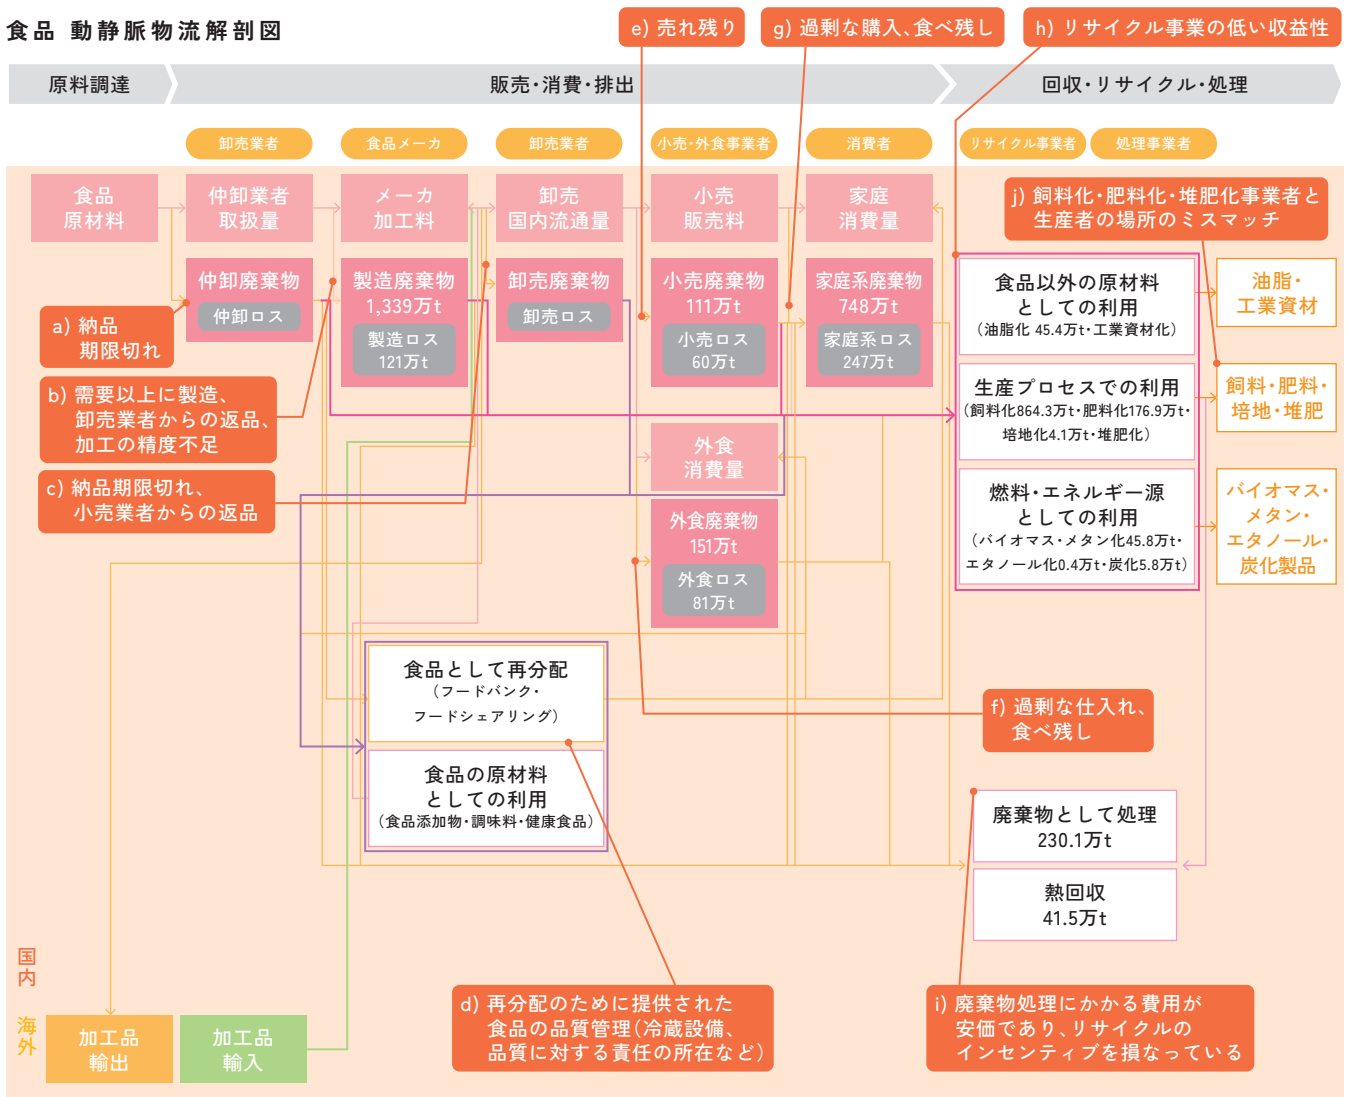 食品 動静脈物流解剖図
e) 売れ残り
g) 過剰な購入、食べ残し
h) リサイクル事業の低い収益性
原料調達
販売・消費・排出
回収・リサイクル・処理
卸売業者
食品メーカ
卸売業者
小売・外食事業者
消費者
リサイクル事業者
処理事業者
食品
原材料
仲卸業者
取扱量
メーカ
加工料
卸売
国内流通量
小売
販売料
家庭
消費量
j) 飼料化・肥料化・堆肥化事業者と
生産者の場所のミスマッチ
仲卸廃棄物
仲卸ロス
製造廃棄物
1,339万t
製造ロス
121万t
卸売廃棄物
卸売ロス
小売廃棄物
111万t
小売ロス
60万t
家庭系廃棄物
748万t
家庭系ロス
247万t
食品以外の原材料
としての利用
（油脂化 45.4万t・工業資材化）
油脂・
工業資材
a) 納品
期限切れ
b) 需要以上に製造、
卸売業者からの返品、
加工の精度不足
生産プロセスでの利用
（飼料化864.3万t・肥料化176.9万t・
培地化4.1万t・堆肥化）
飼料・肥料・
培地・堆肥
外食
消費量
c) 納品期限切れ、
小売業者からの返品
燃料・エネルギー源
としての利用
（バイオマス・メタン化45.8万t・
エタノール化0.4万t・炭化5.8万t）
バイオマス・
メタン・
エタノール・
炭化製品
外食廃棄物
151万t
外食ロス
81万t
食品として再分配
（フードバンク・
フードシェアリング）
f) 過剰な仕入れ、
食べ残し
食品の原材料
としての利用
（食品添加物・調味料・健康食品）
廃棄物として処理
230.1万t
熱回収
41.5万t
国内
海外
加工品
輸出
加工品
輸入
d) 再分配のために提供された
食品の品質管理（冷蔵設備、
品質に対する責任の所在など）
i) 廃棄物処理にかかる費用が
安価であり、リサイクルの
インセンティブを損なっている